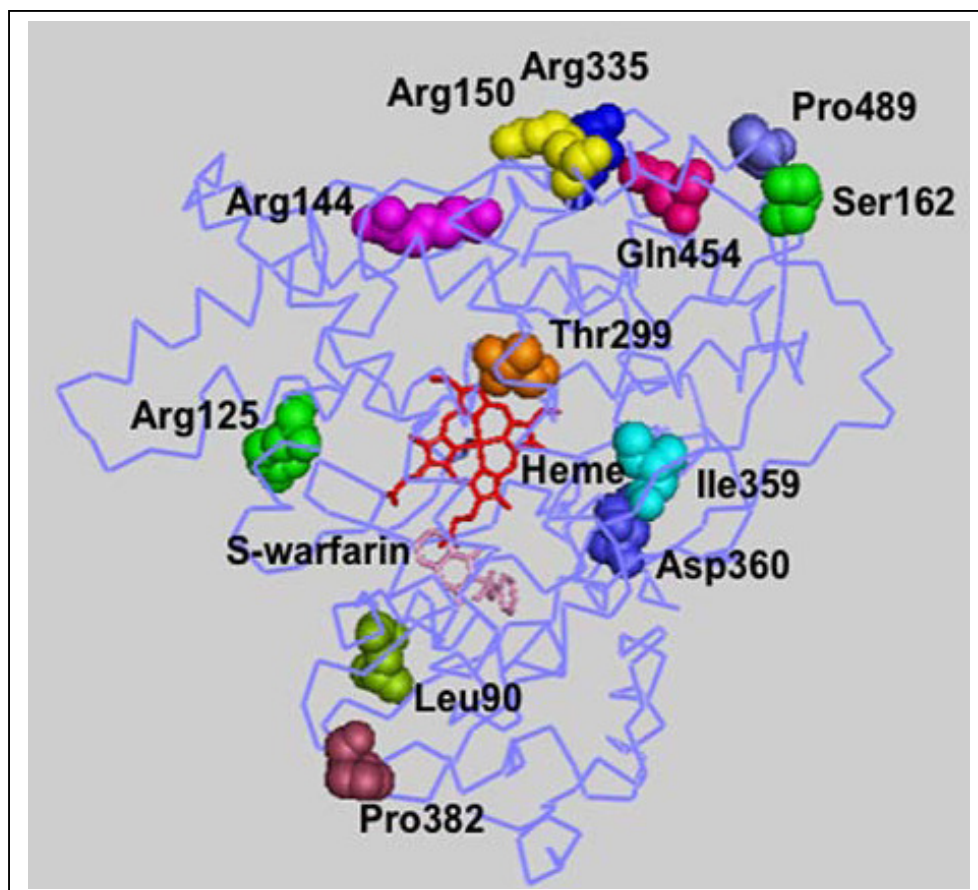 Arg335
Arg150
Pro489
Arg144
Ser162
Gln454
Thr299
Arg125
Heme
Ile359
S-warfarin
Asp360
Leu90
Pro382